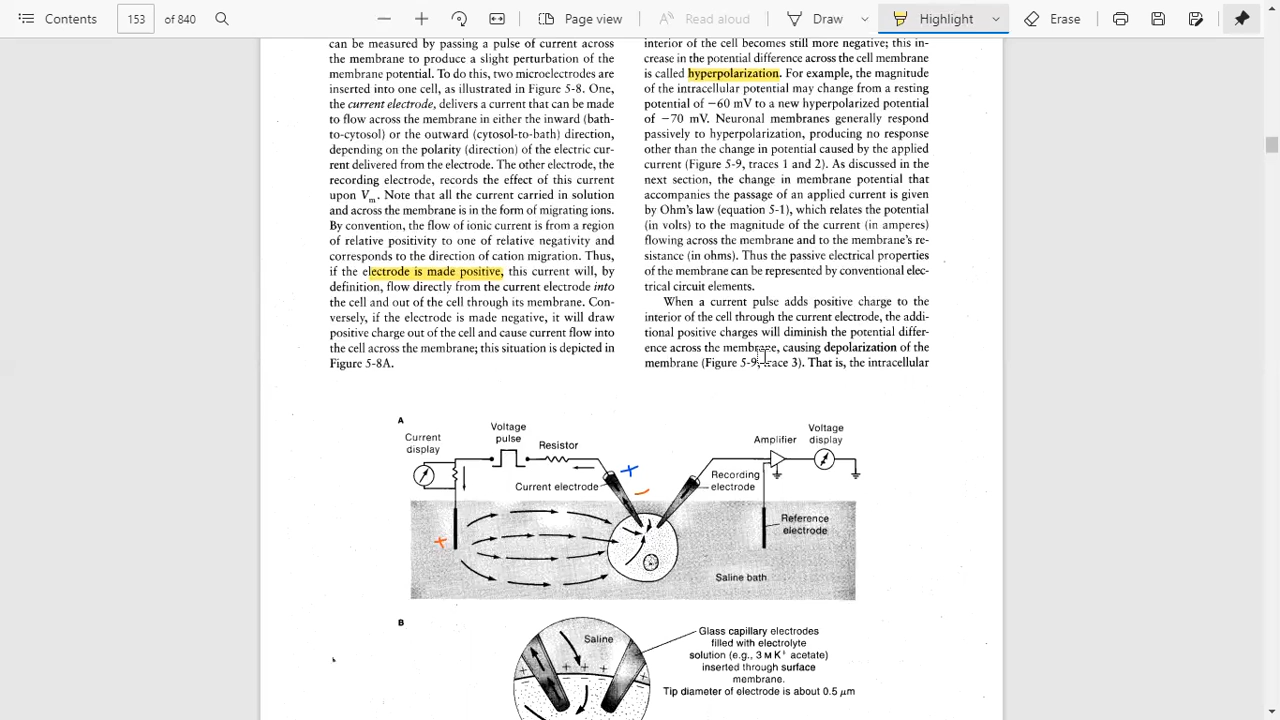 Contents
153
of 840
Page view
Read aloud
Draw
Highlight
Erase
can be measured by passing a pulse of current across
the membrane to produce a slight perturbation of the
membrane potential. To do this, two microelectrodes are
inserted into one cell, as illustrated in Figure 5-8. One,
the current electrode, delivers a current that can be made
to flow across the membrane in either the inward (bath-
to-cytosol) or the outward (cytosol-to-bath) direction,
depending on the polarity (direction) of the electric cur-
rent delivered from the electrode. The other electrode, the
recording electrode, records the effect of this current
upon Vm. Note that all the current carried in solution
and across the membrane is in the form of migrating ions.
By convention, the flow of ionic current is from a region
of relative positivity to one of relative negativity and
corresponds to the direction of cation migration. Thus,
if the electrode is made positive, this current will, by
definition, flow directly from the current electrode into
the cell and out of the cell through its membrane. Con-
versely, if the electrode is made negative, it will draw
positive charge out of the cell and cause current flow into
the cell across the membrane; this situation is depicted in
Figure 5-8A.
interior of the cell becomes still more negative; this in-
crease in the potential difference across the cell membrane
is called hyperpolarization. For example, the magnitude
of the intracellular potential may change from a resting
potential of −60 mV to a new hyperpolarized potential
of −70 mV. Neuronal membranes generally respond
passively to hyperpolarization, producing no response
other than the change in potential caused by the applied
current (Figure 5-9, traces 1 and 2). As discussed in the
next section, the change in membrane potential that
accompanies the passage of an applied current is given
by Ohm's law (equation 5-1), which relates the potential
(in volts) to the magnitude of the current (in amperes)
flowing across the membrane and to the membrane's re-
sistance (in ohms). Thus the passive electrical properties
of the membrane can be represented by conventional elec-
trical circuit elements.
When a current pulse adds positive charge to the
interior of the cell through the current electrode, the addi-
tional positive charges will diminish the potential differ-
ence across the membrane, causing depolarization of the
membrane (Figure 5-9, trace 3). That is, the intracellular
A
Current
display
Voltage
pulse
Resistor
Current electrode
+
−
+
Recording
electrode
Amplifier
Voltage
display
Reference
electrode
Saline bath
B
Saline
+ + + + +
Glass capillary electrodes
filled with electrolyte
solution (e.g., 3 M K+ acetate)
inserted through surface
membrane.
Tip diameter of electrode is about 0.5 μm